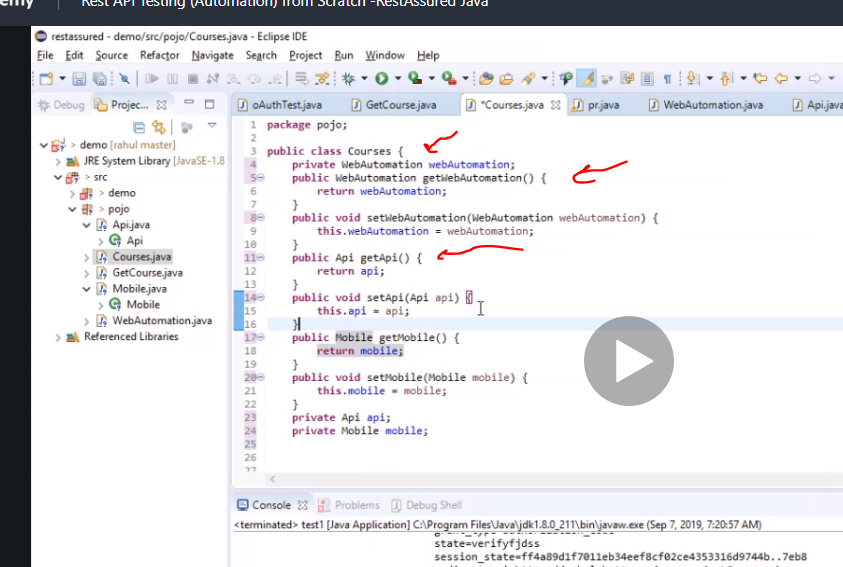 Rest API Testing (Automation) from Scratch -RestAssured Java
restassured - demo/src/pojo/Courses.java - Eclipse IDE
File Edit Source Refactor Navigate Search Project Run Window Help
Debug Projec...
oAuthTest.java GetCourse.java *Courses.java pr.java WebAutomation.java Api.java
> demo [rahul master]
JRE System Library [JavaSE-1.8
> src
> demo
> pojo
Api.java
Api
Courses.java
GetCourse.java
Mobile.java
Mobile
WebAutomation.java
Referenced Libraries
1 package pojo;
2
3 public class Courses {
4 private WebAutomation webAutomation;
5 public WebAutomation getWebAutomation() {
6 return webAutomation;
7 }
8 public void setWebAutomation(WebAutomation webAutomation) {
9 this.webAutomation = webAutomation;
10 }
11 public Api getApi() {
12 return api;
13 }
14 public void setApi(Api api) {
15 this.api = api;
16 }
17 public Mobile getMobile() {
18 return mobile;
19 }
20 public void setMobile(Mobile mobile) {
21 this.mobile = mobile;
22 }
23 private Api api;
24 private Mobile mobile;
25
26
27
Console Problems Debug Shell
<terminated> test1 [Java Application] C:\Program Files\Java\jdk1.8.0_211\bin\javaw.exe (Sep 7, 2019, 7:20:57 AM)
state=verifyfjdss
session_state=ff4a89d1f7011eb34eef8cf02ce4353316d9744b..7eb8